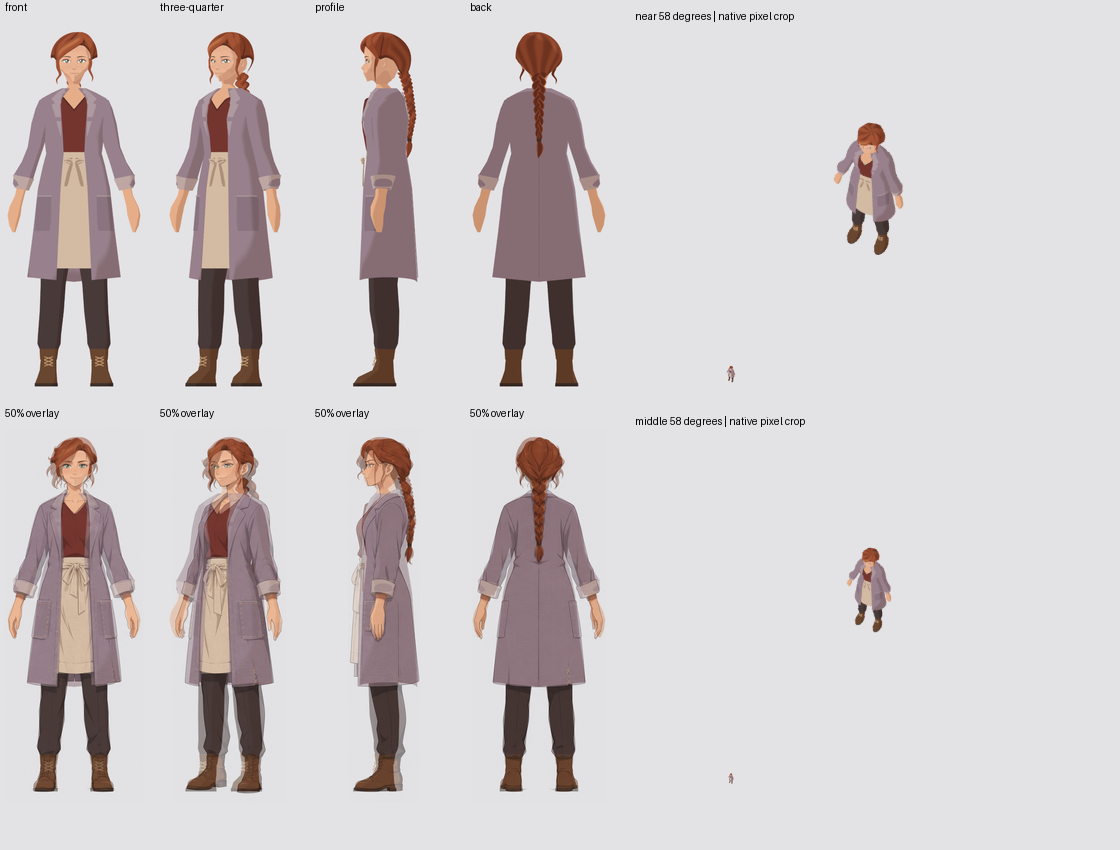 front
three-quarter
profile
back
near 58 degrees | native pixel crop
50% overlay
50% overlay
50% overlay
50% overlay
middle 58 degrees | native pixel crop